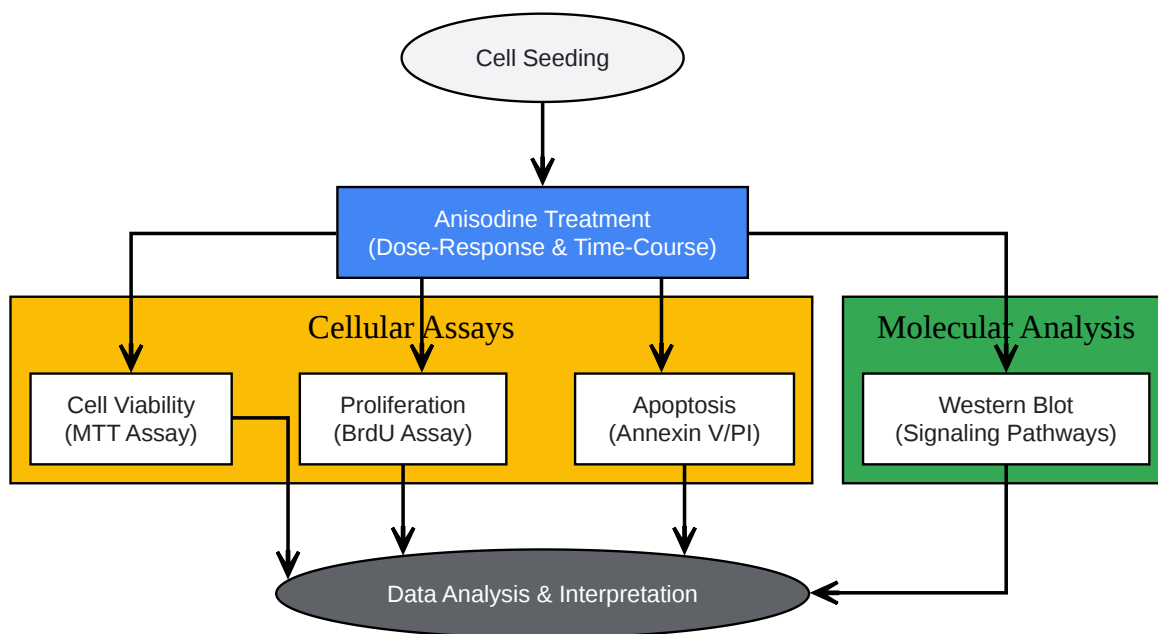 Cell Seeding
Anisodine Treatment
(Dose-Response & Time-Course)
Cellular Assays
Molecular Analysis
Cell Viability
(MTT Assay)
Proliferation
(BrdU Assay)
Apoptosis
(Annexin V/PI)
Western Blot
(Signaling Pathways)
Data Analysis & Interpretation